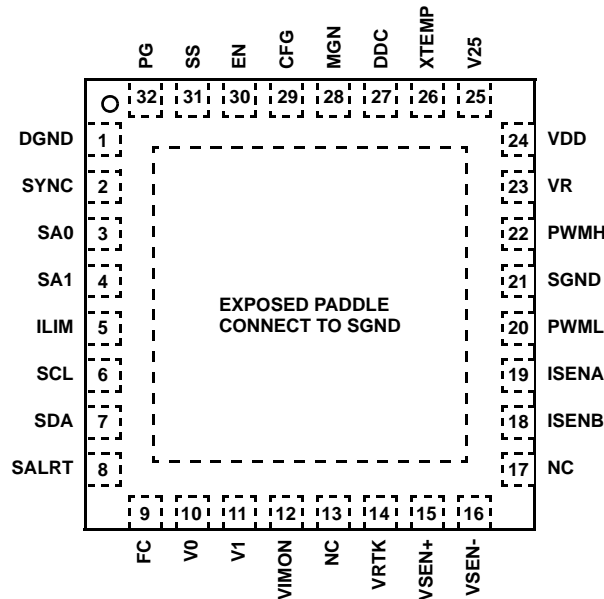 PG SS EN CFG MGN DDC XTEMP V25
32 31 30 29 28 27 26 25
DGND 1
SYNC 2
SA0 3
SA1 4
ILIM 5
SCL 6
SDA 7
SALRT 8
EXPOSED PADDLE
CONNECT TO SGND
24 VDD
23 VR
22 PWMH
21 SGND
20 PWML
19 ISENA
18 ISENB
17 NC
9 10 11 12 13 14 15 16
FC V0 V1 VIMON NC VRTK VSEN+ VSEN-